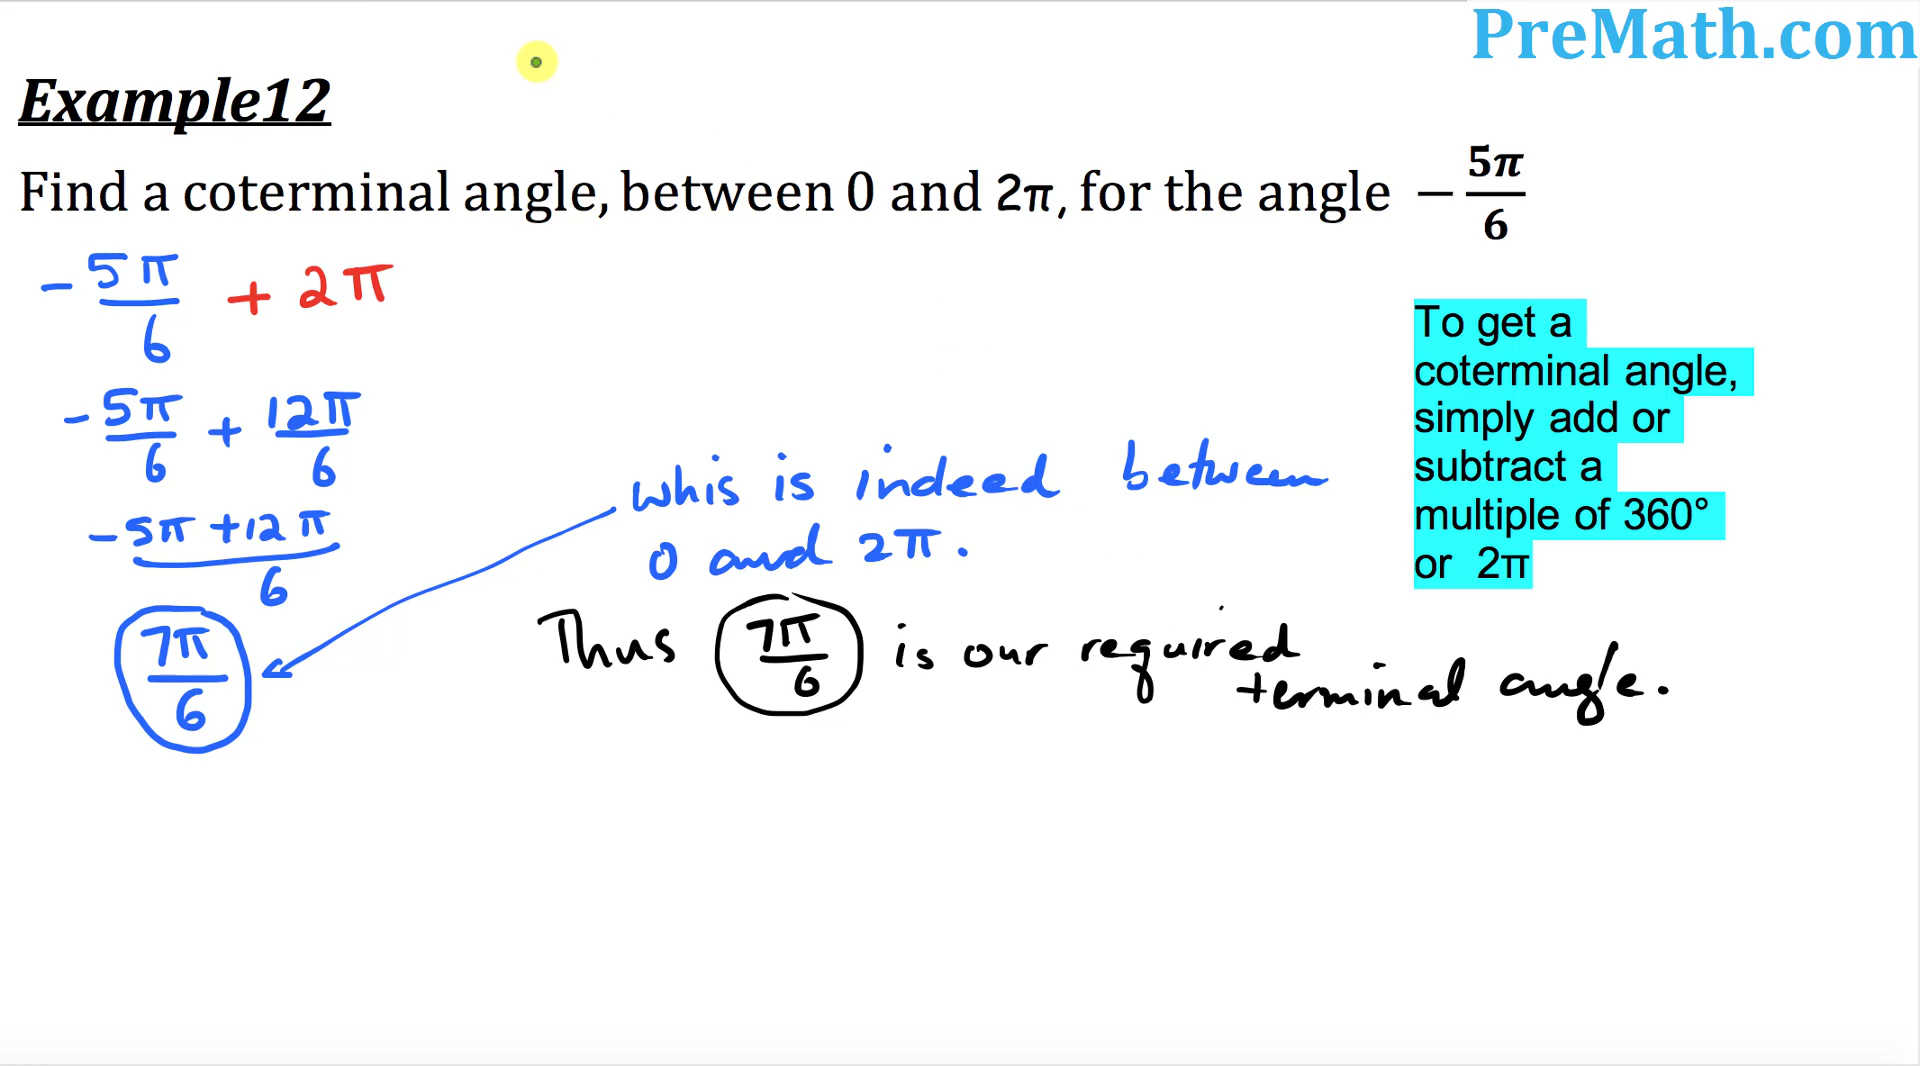 PreMath.com
Example12
Find a coterminal angle, between 0 and 2π, for the angle −5π/6
-5π/6 + 2π
-5π/6 + 12π/6
-5π+12π/6
7π/6
whis is indeed between
0 and 2π.
Thus 7π/6 is our required
terminal angle.
To get a
coterminal angle,
simply add or
subtract a
multiple of 360°
or 2π